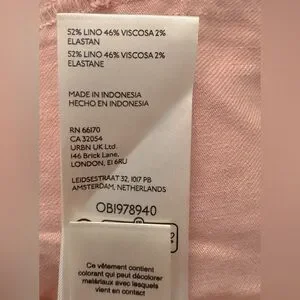 52% LINO 46% VISCOSA 2%
ELASTAN
52% LINO 46% VISCOSA 2%
ELASTANE
MADE IN INDONESIA
HECHO EN INDONESIA
RN 66170
CA 32054
URBN UK Ltd.
146 Brick Lane,
LONDON, E1 6RU
LEIDSESTRAAT 32, 1017 PB
AMSTERDAM, NETHERLANDS
OB1978940
Ce vêtement contient
colorant qui peut décolorer
matériaux avec lesquels
vient en contact